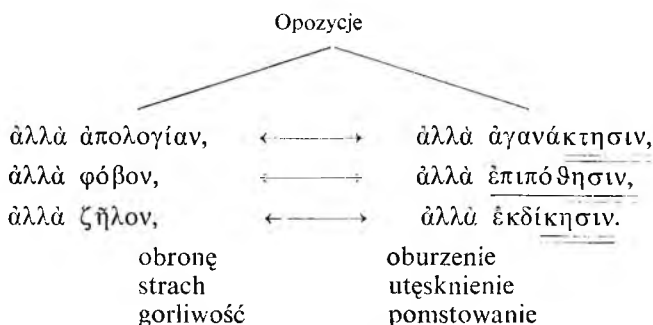 Opozycje
ἀλλὰ ἀπολογίαν, ←→ ἀλλὰ ἀγανάκτησιν,
ἀλλὰ φόβον, ←→ ἀλλὰ ἐπιπόθησιν,
ἀλλὰ ζῆλον, ←→ ἀλλὰ ἐκδίκησιν.
obronę oburzenie
strach utęsknienie
gorliwość pomstowanie